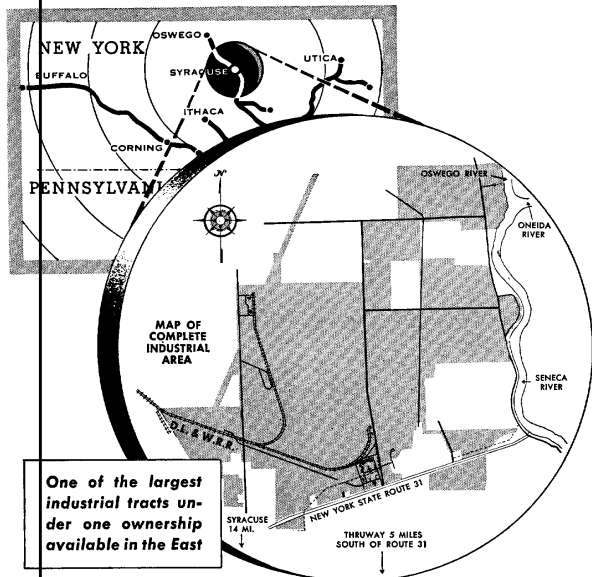 NEW YORK
OSWEGO
UTICA
SYRACUSE
BUFFALO
ITHACA
CORNING
PENNSYLVANI
N
OSWEGO RIVER
ONEIDA
RIVER
MAP OF
COMPLETE
INDUSTRIAL
AREA
SENECA
RIVER
D.L. & W. R.R.
One of the largest
industrial tracts un-
der one ownership
available in the East
NEW YORK STATE ROUTE 31
SYRACUSE
14 MI.
THRUWAY 5 MILES
SOUTH OF ROUTE 31